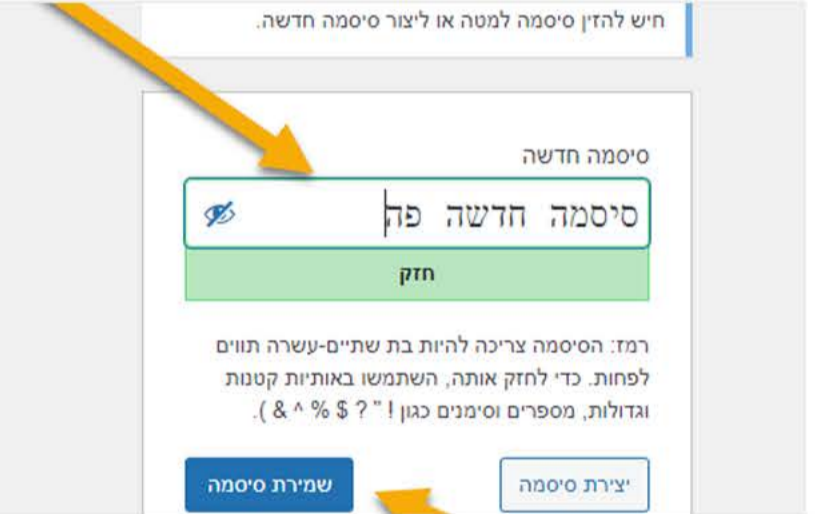 חיש להזין סיסמה למטה או ליצור סיסמה חדשה.
סיסמה חדשה
סיסמה חדשה פה
חזק
רמז: הסיסמה צריכה להיות בת שתיים-עשרה תווים
לפחות. כדי לחזק אותה, השתמשו באותיות קטנות
וגדולות, מספרים וסימנים כגון ! " ? $ % ^ & ).
יצירת סיסמה
שמירת סיסמה